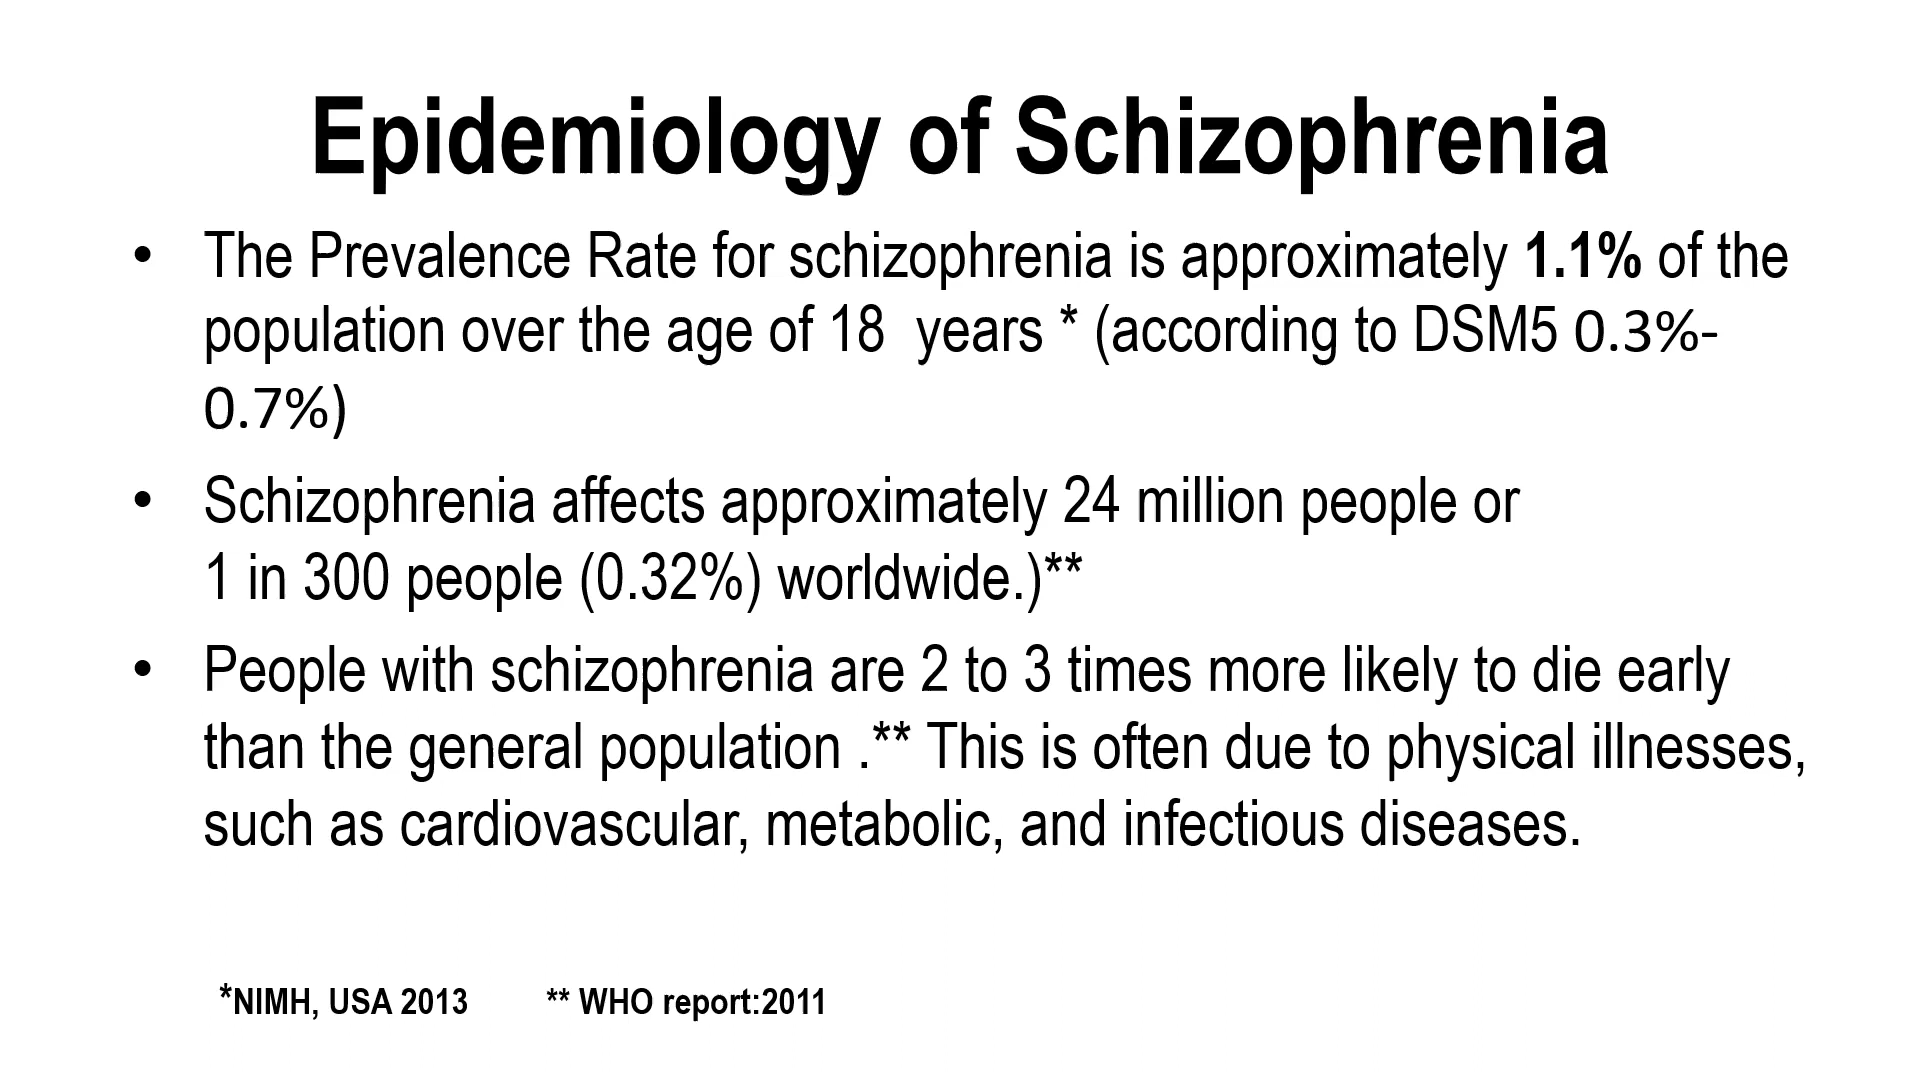 Epidemiology of Schizophrenia
• The Prevalence Rate for schizophrenia is approximately 1.1% of the
population over the age of 18  years * (according to DSM5 0.3%-
0.7%)
• Schizophrenia affects approximately 24 million people or
1 in 300 people (0.32%) worldwide.)**
• People with schizophrenia are 2 to 3 times more likely to die early
than the general population .** This is often due to physical illnesses,
such as cardiovascular, metabolic, and infectious diseases.
*NIMH, USA 2013 ** WHO report:2011